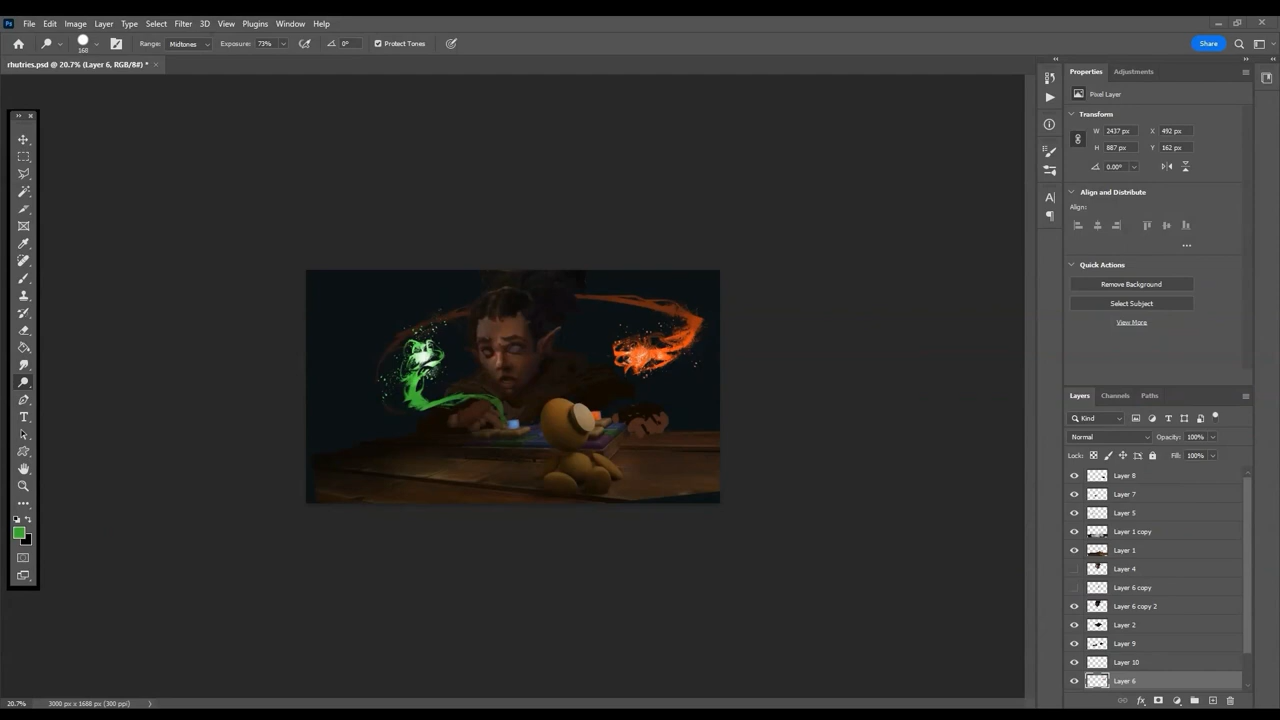 Ps File Edit Image Layer Type Select Filter 3D View Plugins Window Help
168 Range: Midtones Exposure: 73% 0° Protect Tones Share
rhutries.psd @ 20.7% (Layer 6, RGB/8#) * ×
Properties Adjustments
Pixel Layer
Transform
W 2437 px X 492 px
H 887 px Y 162 px
0.00°
Align and Distribute
Align:
Quick Actions
Remove Background
Select Subject
View More
Layers Channels Paths
Kind
Normal Opacity: 100%
Lock: Fill: 100%
Layer 8
Layer 7
Layer 5
Layer 1 copy
Layer 1
Layer 4
Layer 6 copy
Layer 6 copy 2
Layer 2
Layer 9
Layer 10
Layer 6
20.7% 3000 px x 1688 px (300 ppi)